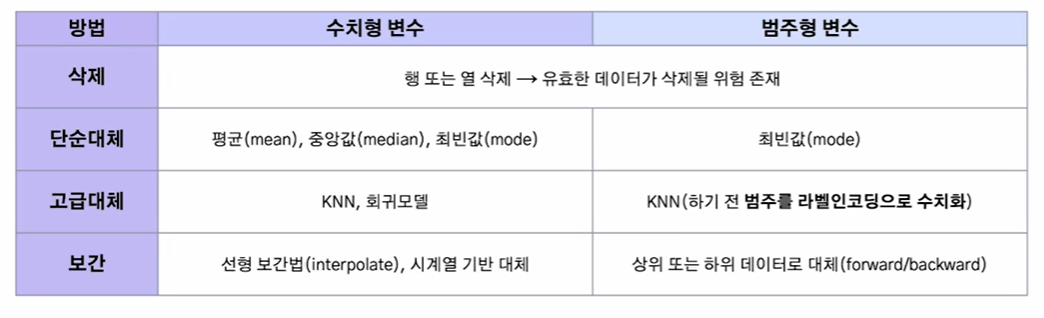 방법 수치형 변수 범주형 변수
삭제 행 또는 열 삭제 → 유효한 데이터가 삭제될 위험 존재
단순대체 평균(mean), 중앙값(median), 최빈값(mode) 최빈값(mode)
고급대체 KNN, 회귀모델 KNN(하기 전 범주를 라벨인코딩으로 수치화)
보간 선형 보간법(interpolate), 시계열 기반 대체 상위 또는 하위 데이터로 대체(forward/backward)